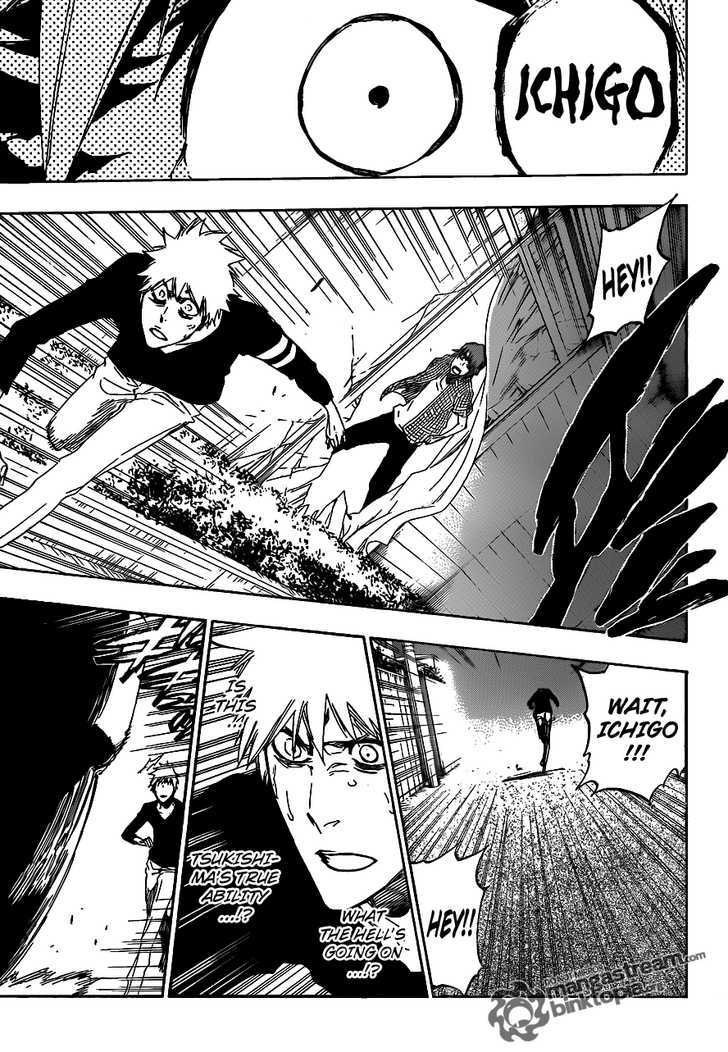 ICHIGO
HEY!!
WAIT,
ICHIGO
!!!
HEY!!
IS
THIS
...!
TSUKISHI-
MA'S TRUE
ABILITY
...!?
WHAT
THE HELL'S
GOING ON
...!?
mangastream.com
binktopia